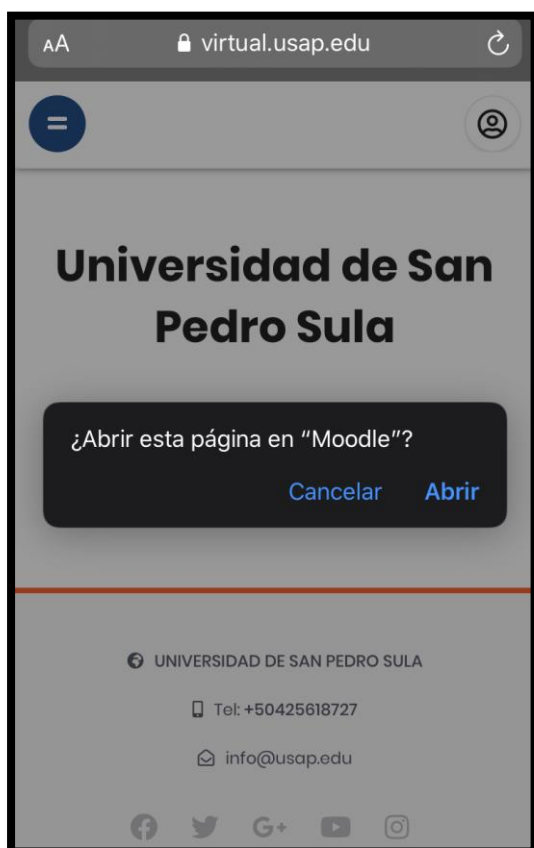 AA virtual.usap.edu
Universidad de San
Pedro Sula
¿Abrir esta página en “Moodle”?
Cancelar Abrir
UNIVERSIDAD DE SAN PEDRO SULA
Tel: +50425618727
info@usap.edu
G+